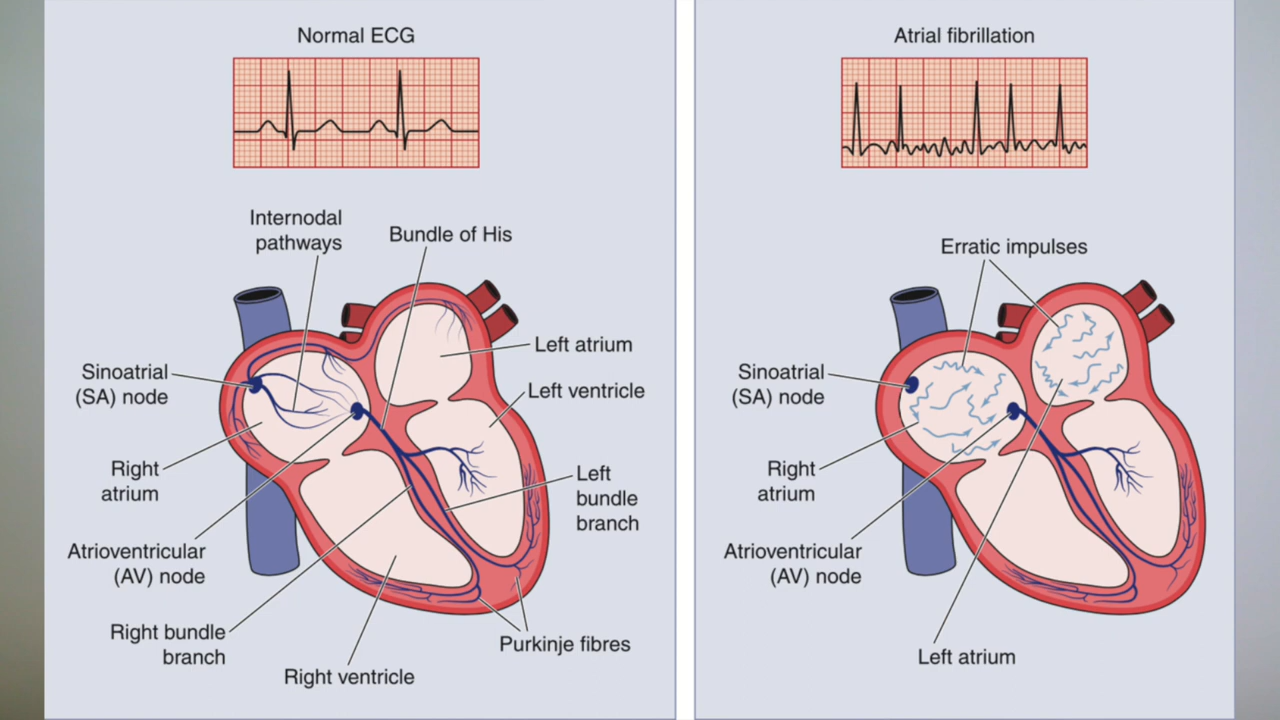 Normal ECG
Internodal
pathways
Bundle of His
Left atrium
Sinoatrial
(SA) node
Left ventricle
Right
atrium
Left
bundle
branch
Atrioventricular
(AV) node
Right bundle
branch
Purkinje fibres
Right ventricle
Atrial fibrillation
Erratic impulses
Sinoatrial
(SA) node
Right
atrium
Atrioventricular
(AV) node
Left atrium